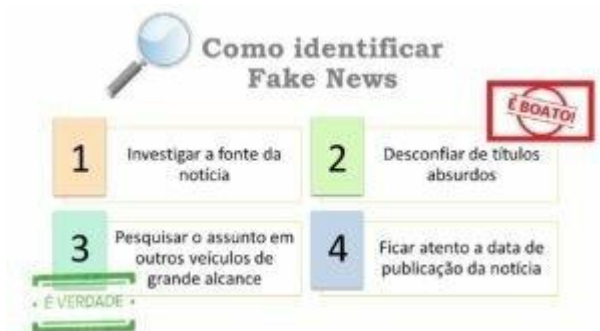 Como identificar
Fake News
É BOATO!
1
Investigar a fonte da
notícia
2
Desconfiar de títulos
absurdos
3
Pesquisar o assunto em
outros veículos de
grande alcance
4
Ficar atento a data de
publicação da notícia
É VERDADE